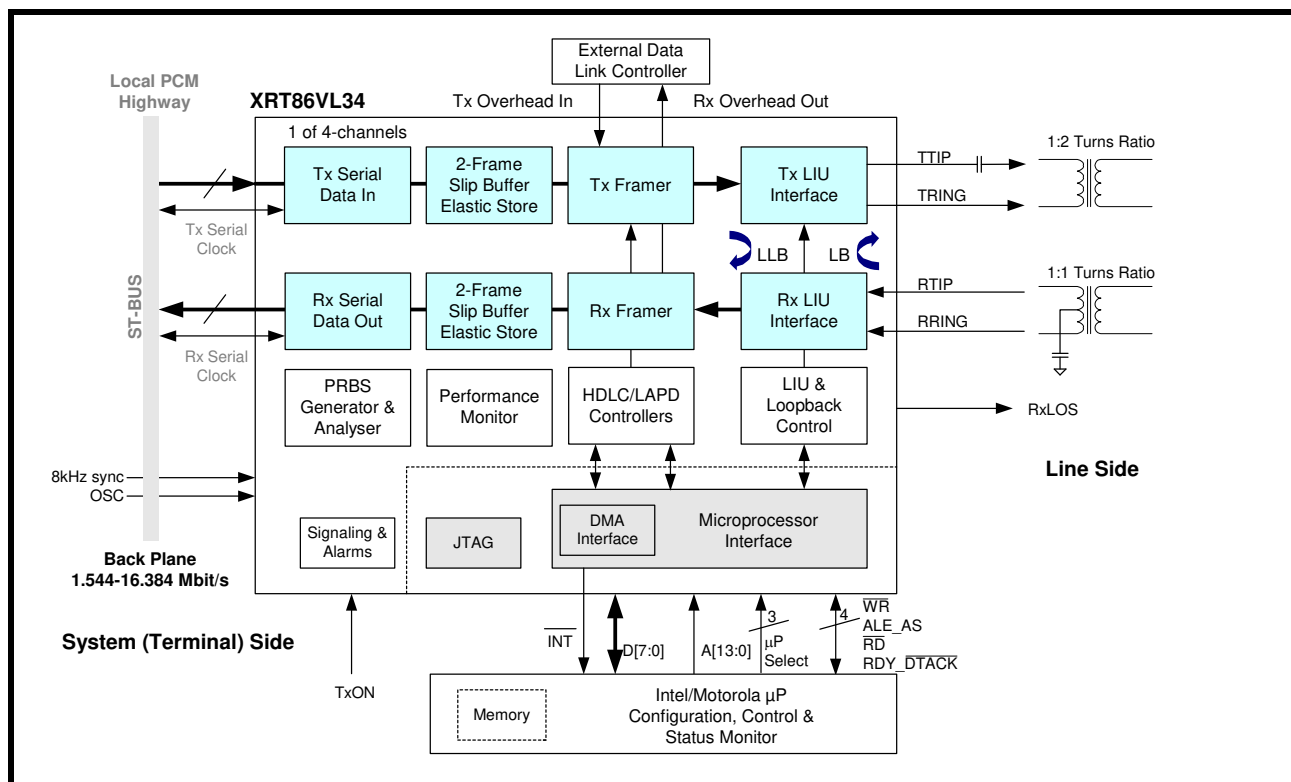 External Data
Link Controller
Local PCM
Highway
XRT86VL34
Tx Overhead In
Rx Overhead Out
1 of 4-channels
Tx Serial
Data In
2-Frame
Slip Buffer
Elastic Store
Tx Framer
Tx LIU
Interface
TTIP
TRING
1:2 Turns Ratio
Tx Serial
Clock
LLB
LB
ST-BUS
Rx Serial
Data Out
2-Frame
Slip Buffer
Elastic Store
Rx Framer
Rx LIU
Interface
RTIP
RRING
1:1 Turns Ratio
Rx Serial
Clock
PRBS
Generator &
Analyser
Performance
Monitor
HDLC/LAPD
Controllers
LIU &
Loopback
Control
RxLOS
8kHz sync
OSC
Line Side
Signaling &
Alarms
JTAG
DMA
Interface
Microprocessor
Interface
Back Plane
1.544-16.384 Mbit/s
System (Terminal) Side
TxON
INT
D[7:0]
A[13:0]
3
µP
Select
4
WR
ALE_AS
RD
RDY_DTACK
Memory
Intel/Motorola µP
Configuration, Control &
Status Monitor